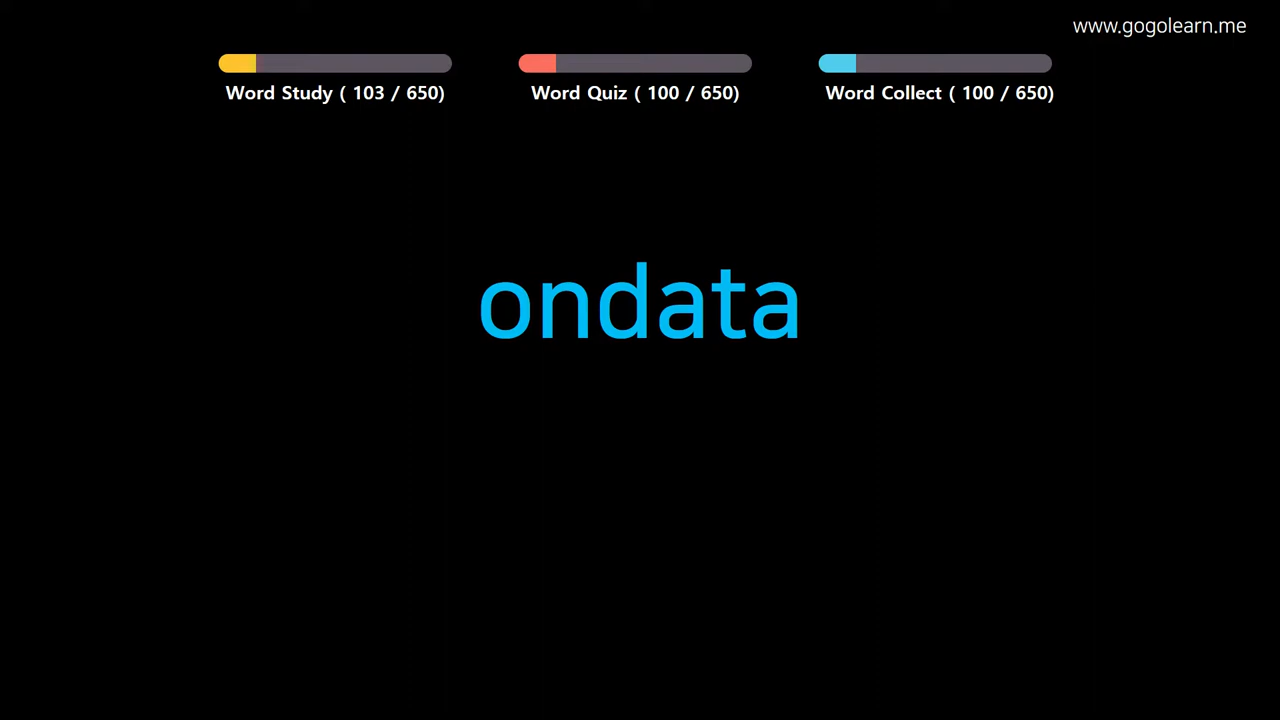 www.gogolearn.me
Word Study ( 103 / 650)
Word Quiz ( 100 / 650)
Word Collect ( 100 / 650)
ondata